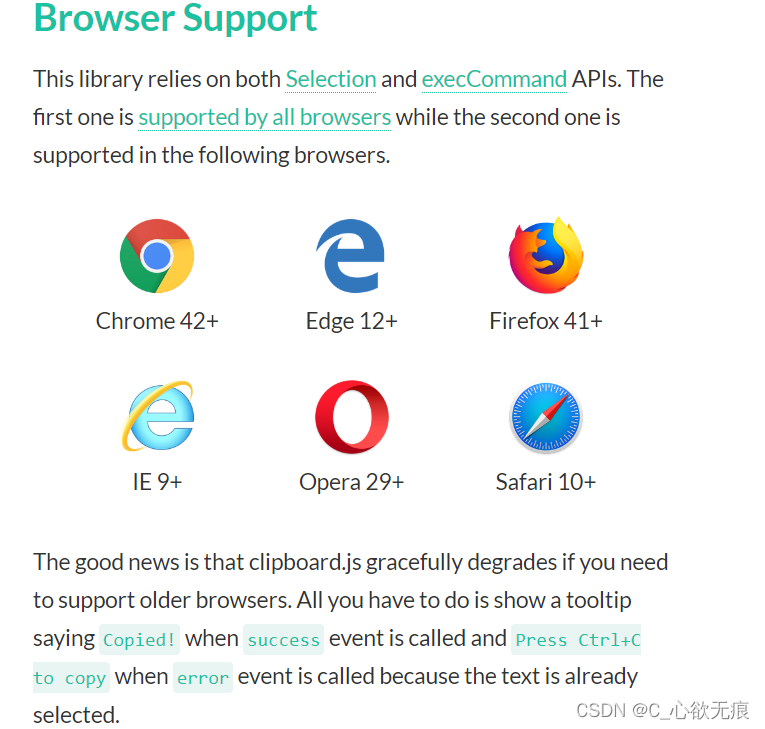 Browser Support
This library relies on both Selection and execCommand APIs. The
first one is supported by all browsers while the second one is
supported in the following browsers.
Chrome 42+ Edge 12+ Firefox 41+
IE 9+ Opera 29+ Safari 10+
The good news is that clipboard.js gracefully degrades if you need
to support older browsers. All you have to do is show a tooltip
saying Copied! when success event is called and Press Ctrl+C
to copy when error event is called because the text is already
selected.
CSDN @C_心欲无痕